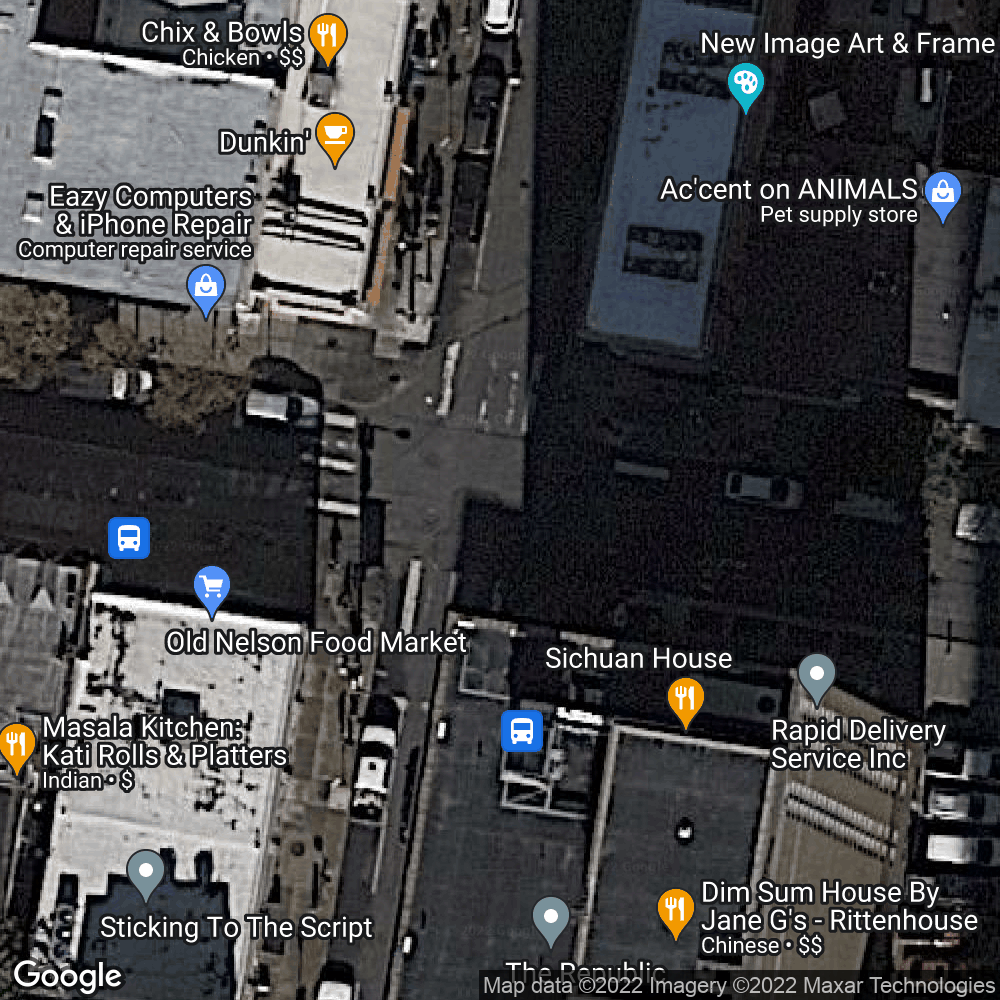 Chix & Bowls
Chicken • $$
New Image Art & Frame
Dunkin'
Ac'cent on ANIMALS
Pet supply store
Eazy Computers
& iPhone Repair
Computer repair service
Old Nelson Food Market
Sichuan House
Rapid Delivery
Service Inc
Masala Kitchen:
Kati Rolls & Platters
Indian • $
Dim Sum House By
Jane G's - Rittenhouse
Chinese • $$
Sticking To The Script
The Republic
Google
Map data ©2022 Imagery ©2022 Maxar Technologies